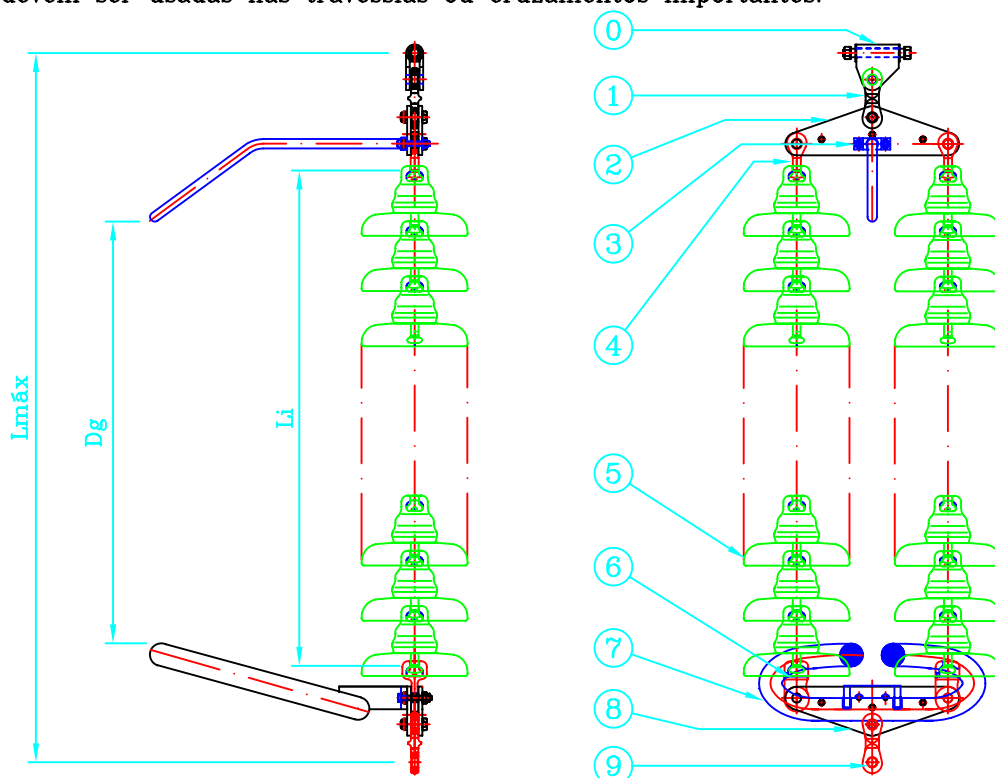 devem ser usadas nas travessias ou cruzamentos importantes.
0
1
2
3
4
5
6
7
8
9
Lmáx
Dg
Li